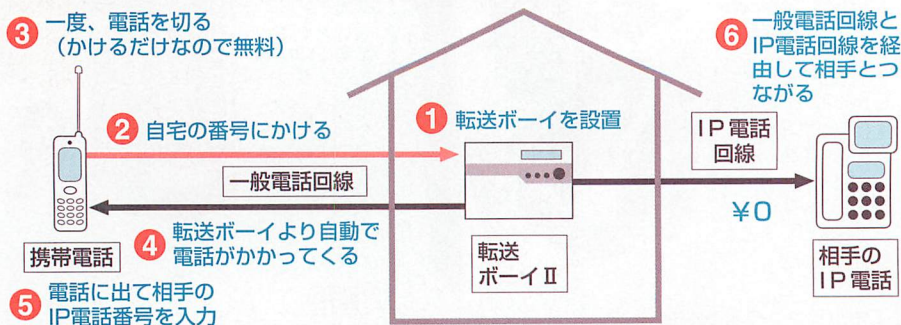 3 一度、電話を切る
（かけるだけなので無料）
2 自宅の番号にかける
1 転送ボーイを設置
6 一般電話回線と
IP電話回線を経
由して相手とつ
ながる
IP電話
回線
一般電話回線
¥0
4 転送ボーイより自動で
電話がかかってくる
携帯電話
転送
ボーイⅡ
相手の
IP電話
5 電話に出て相手の
IP電話番号を入力